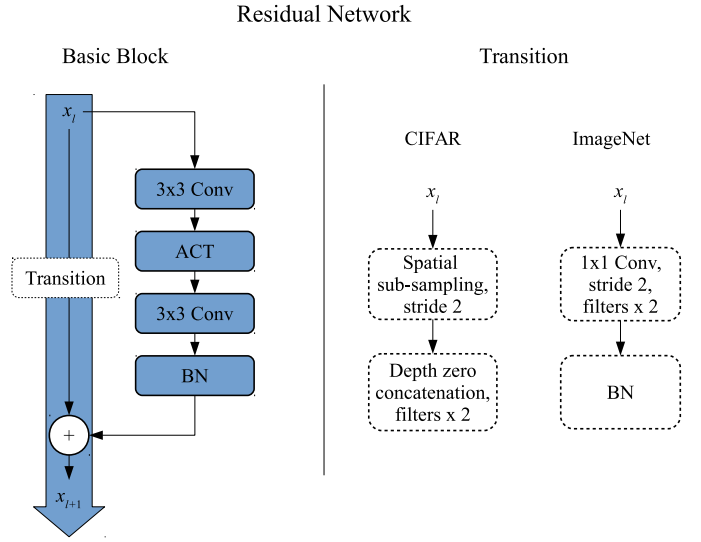 Residual Network
Basic Block
x_l
3x3 Conv
ACT
3x3 Conv
BN
Transition
+
x_{l+1}
Transition
CIFAR
x_l
Spatial
sub-sampling,
stride 2
Depth zero
concatenation,
filters x 2
ImageNet
x_l
1x1 Conv,
stride 2,
filters x 2
BN